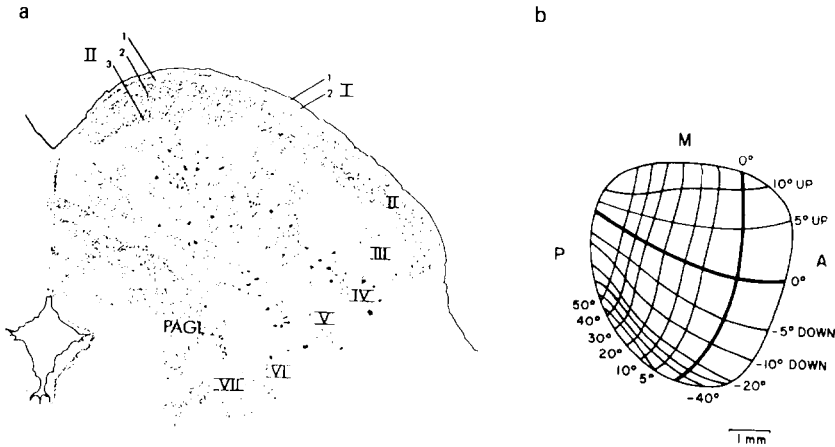 a
1
2
3
II
1
2
I
II
III
IV
V
VI
VII
PAGL
b
M
0°
10° UP
5° UP
P
A
0°
-5° DOWN
-10° DOWN
-20°
-40°
50°
40°
30°
20°
10°
5°
1 mm